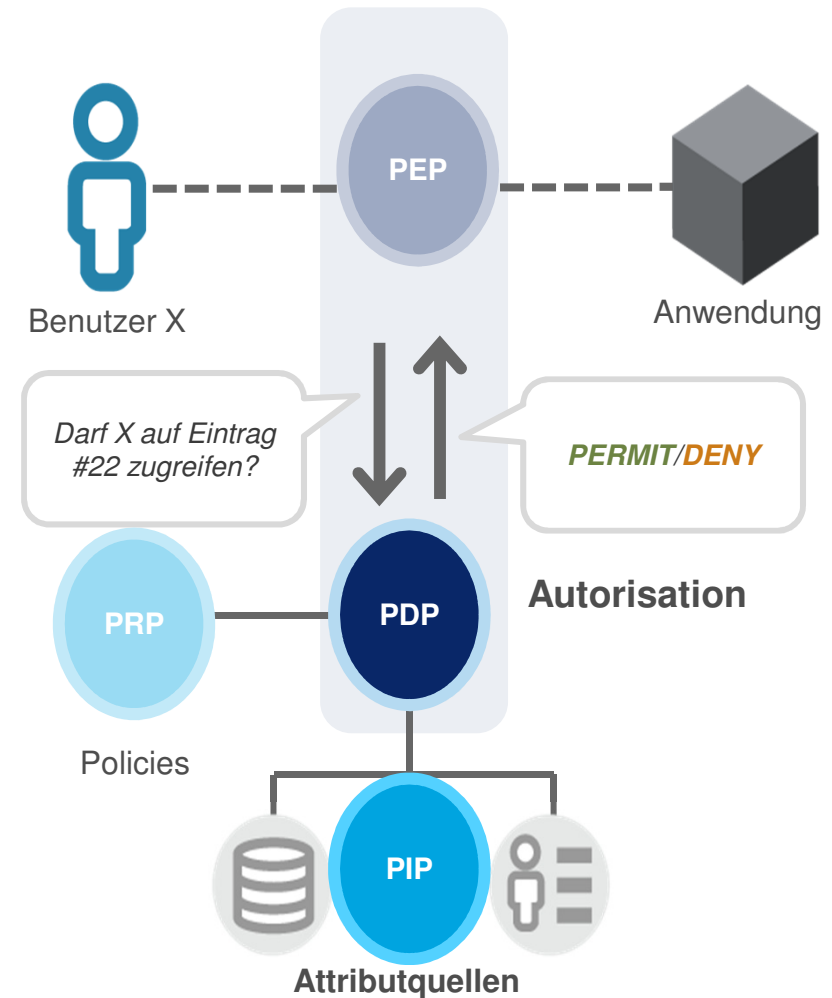 PEP
Benutzer X
Anwendung
Darf X auf Eintrag
#22 zugreifen?
PERMIT/DENY
PRP
PDP
Autorisation
Policies
PIP
Attributquellen